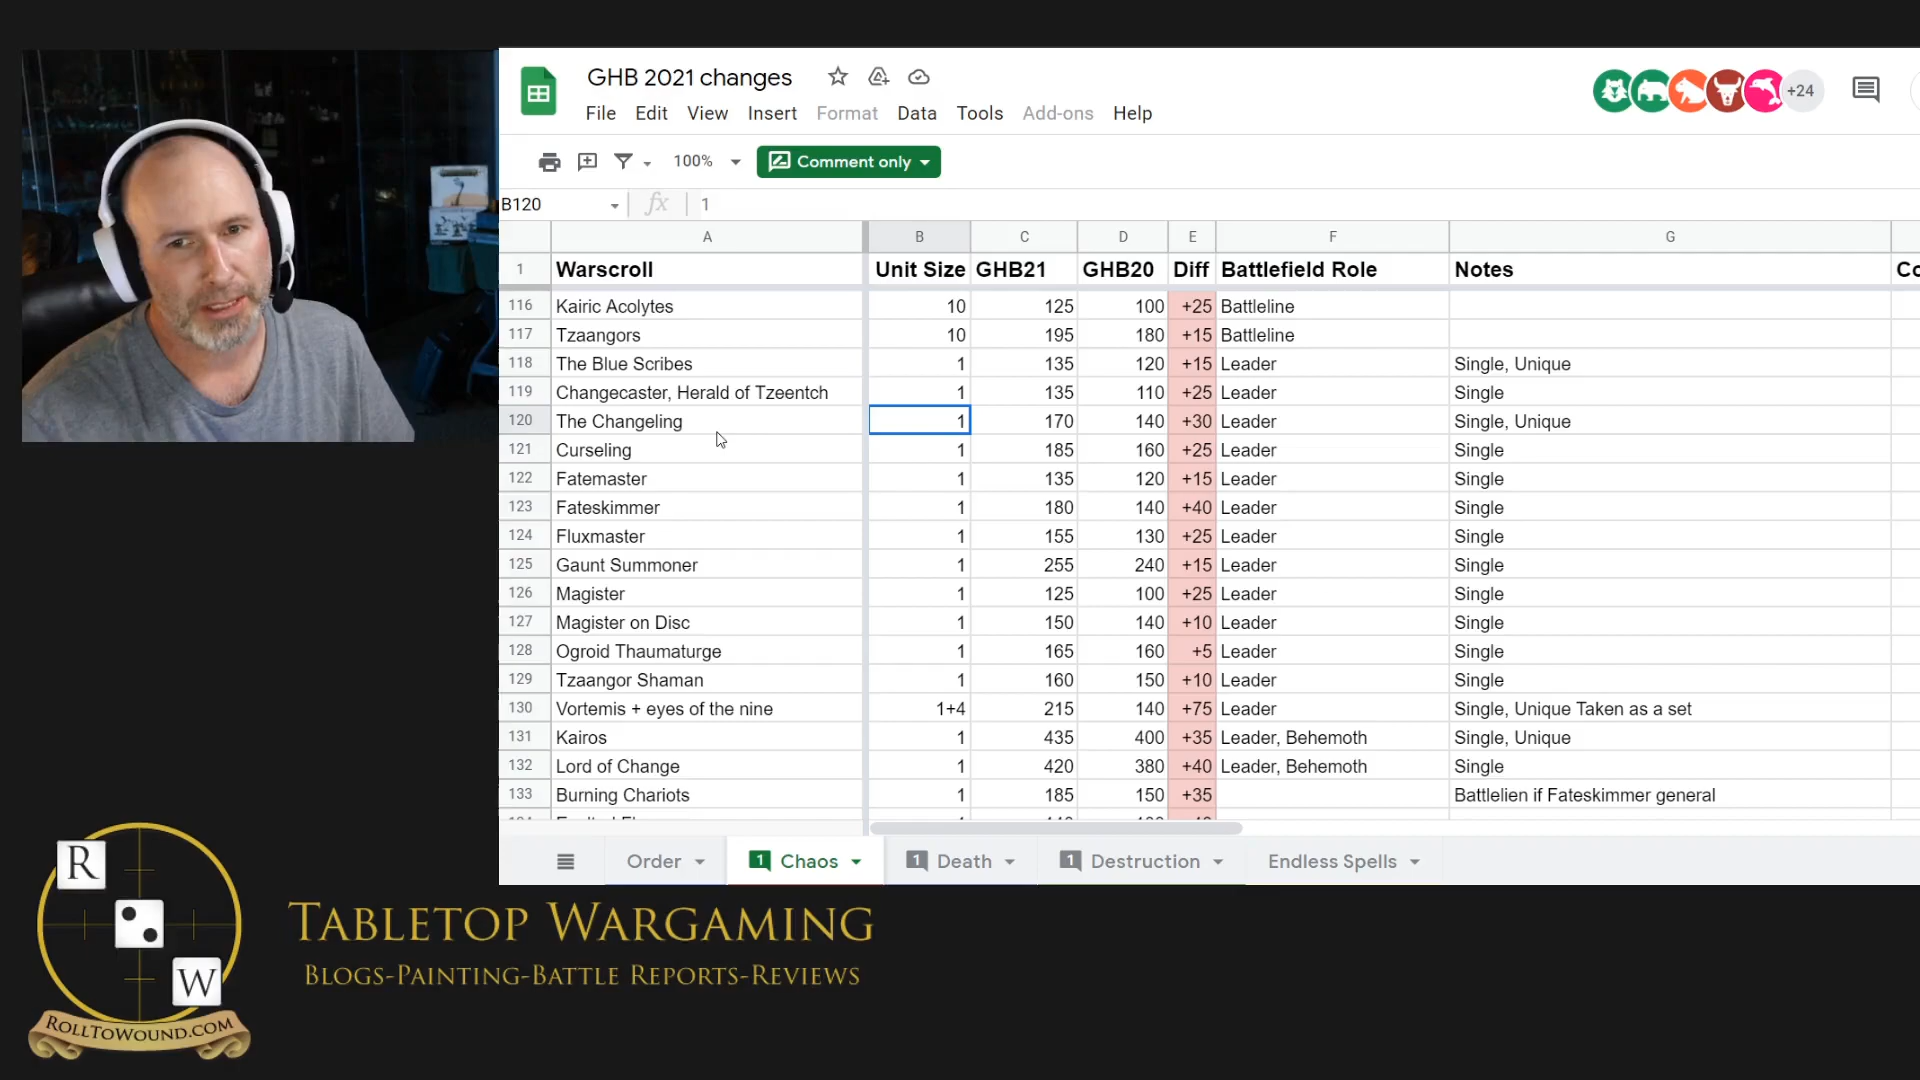 GHB 2021 changes
+24
File Edit View Insert Format Data Tools Add-ons Help
100% Comment only
B120 fx 1
A B C D E F G
1 Warscroll Unit Size GHB21 GHB20 Diff Battlefield Role Notes Co
116 Kairic Acolytes 10 125 100 +25 Battleline
117 Tzaangors 10 195 180 +15 Battleline
118 The Blue Scribes 1 135 120 +15 Leader Single, Unique
119 Changecaster, Herald of Tzeentch 1 135 110 +25 Leader Single
120 The Changeling 1 170 140 +30 Leader Single, Unique
121 Curseling 1 185 160 +25 Leader Single
122 Fatemaster 1 135 120 +15 Leader Single
123 Fateskimmer 1 180 140 +40 Leader Single
124 Fluxmaster 1 155 130 +25 Leader Single
125 Gaunt Summoner 1 255 240 +15 Leader Single
126 Magister 1 125 100 +25 Leader Single
127 Magister on Disc 1 150 140 +10 Leader Single
128 Ogroid Thaumaturge 1 165 160 +5 Leader Single
129 Tzaangor Shaman 1 160 150 +10 Leader Single
130 Vortemis + eyes of the nine 1+4 215 140 +75 Leader Single, Unique Taken as a set
131 Kairos 1 435 400 +35 Leader, Behemoth Single, Unique
132 Lord of Change 1 420 380 +40 Leader, Behemoth Single
133 Burning Chariots 1 185 150 +35 Battlelien if Fateskimmer general
Order 1 Chaos 1 Death 1 Destruction Endless Spells
R
W
ROLLTOWOUND.COM
TABLETOP WARGAMING
BLOGS-PAINTING-BATTLE REPORTS-REVIEWS